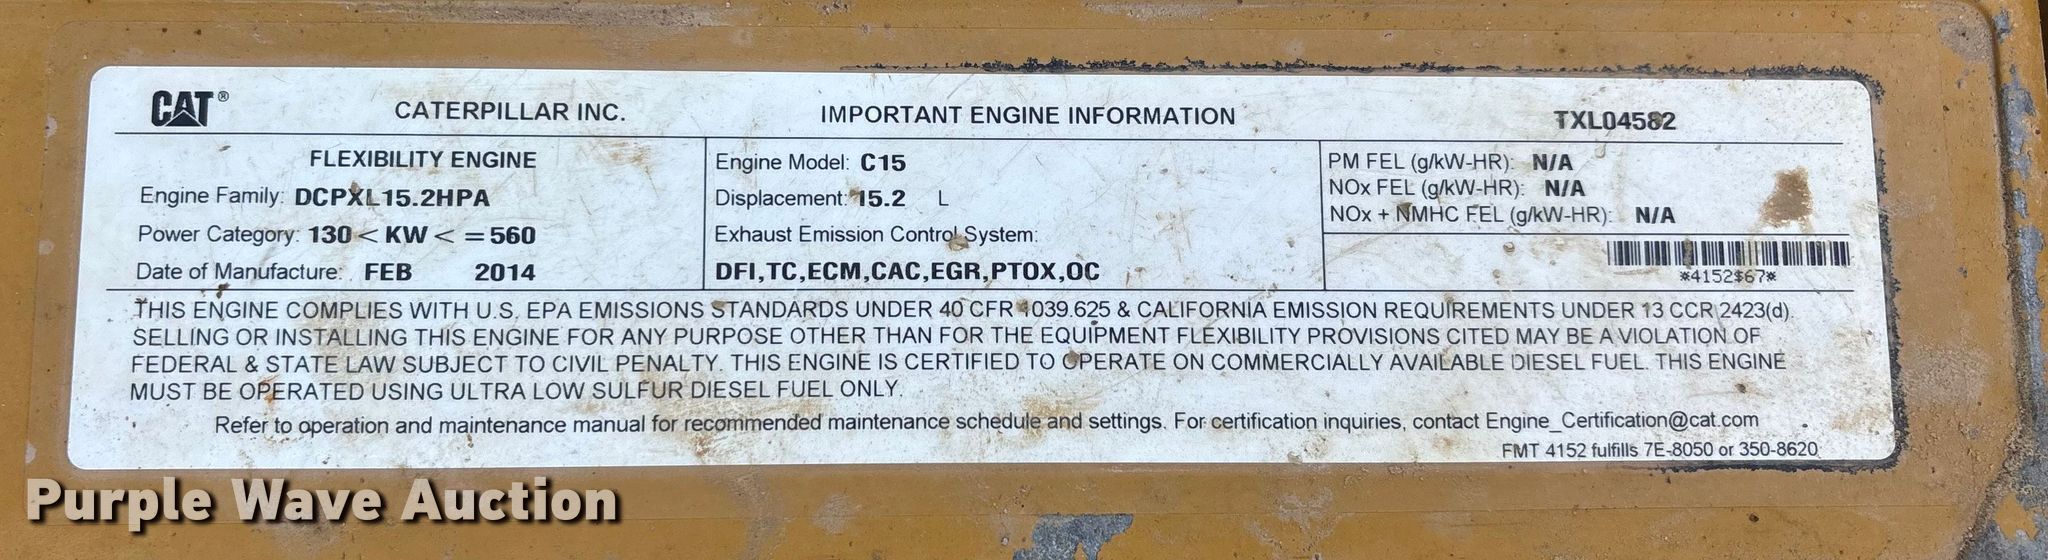 CAT® CATERPILLAR INC. IMPORTANT ENGINE INFORMATION TXL04582
FLEXIBILITY ENGINE
Engine Family: DCPXL15.2HPA
Power Category: 130 < KW < = 560
Date of Manufacture: FEB 2014
Engine Model: C15
Displacement: 15.2 L
Exhaust Emission Control System:
DFI,TC,ECM,CAC,EGR,PTOX,OC
PM FEL (g/kW-HR): N/A
NOx FEL (g/kW-HR): N/A
NOx + NMHC FEL (g/kW-HR): N/A
*4152$67*
THIS ENGINE COMPLIES WITH U.S. EPA EMISSIONS STANDARDS UNDER 40 CFR 1039.625 & CALIFORNIA EMISSION REQUIREMENTS UNDER 13 CCR 2423(d).
SELLING OR INSTALLING THIS ENGINE FOR ANY PURPOSE OTHER THAN FOR THE EQUIPMENT FLEXIBILITY PROVISIONS CITED MAY BE A VIOLATION OF
FEDERAL & STATE LAW SUBJECT TO CIVIL PENALTY. THIS ENGINE IS CERTIFIED TO OPERATE ON COMMERCIALLY AVAILABLE DIESEL FUEL. THIS ENGINE
MUST BE OPERATED USING ULTRA LOW SULFUR DIESEL FUEL ONLY.
Refer to operation and maintenance manual for recommended maintenance schedule and settings. For certification inquiries, contact Engine_Certification@cat.com
FMT 4152 fulfills 7E-8050 or 350-8620
Purple Wave Auction